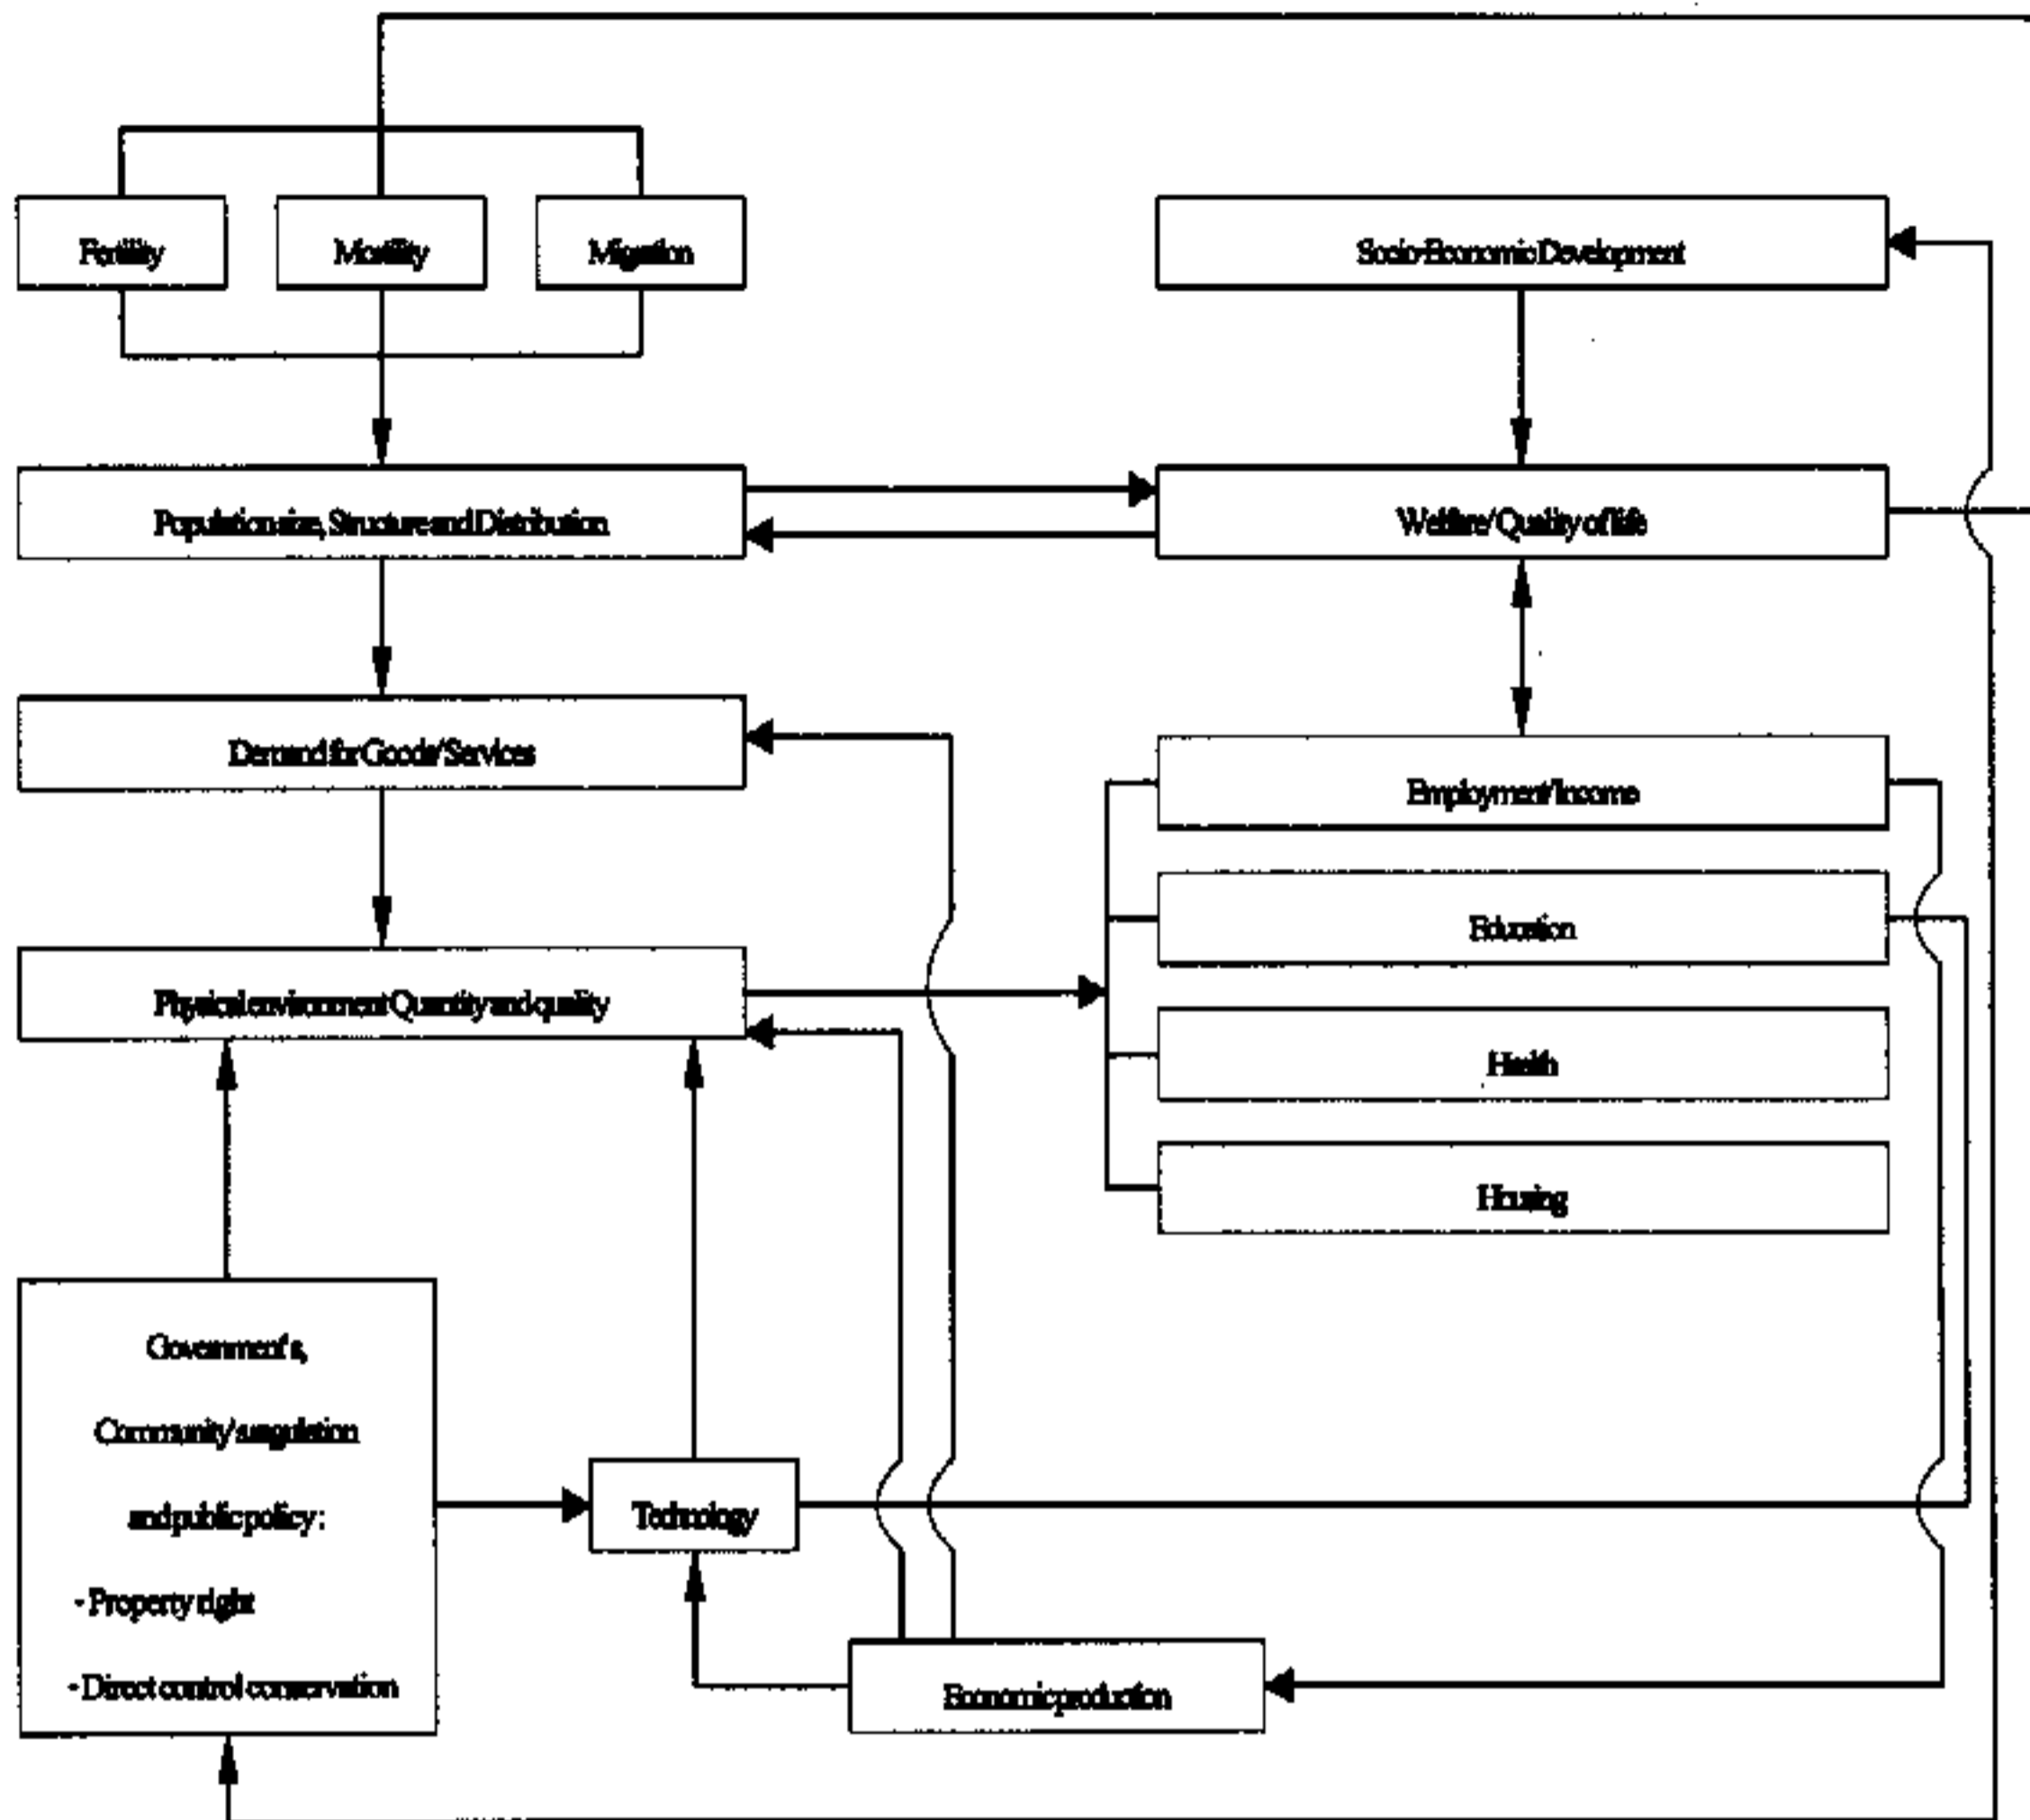 Fertility
Mortility
Migration
Socio-Economic Development
Population size, Structure and Distribution
Welfare/ Quality of life
Demand for Goods/ Services
Employment/Income
Education
Physical environment Quantity and quality
Health
Housing
Government's,
Community's regulation
and public policy :
Technology
- Property right
- Direct control conservation
Economic production